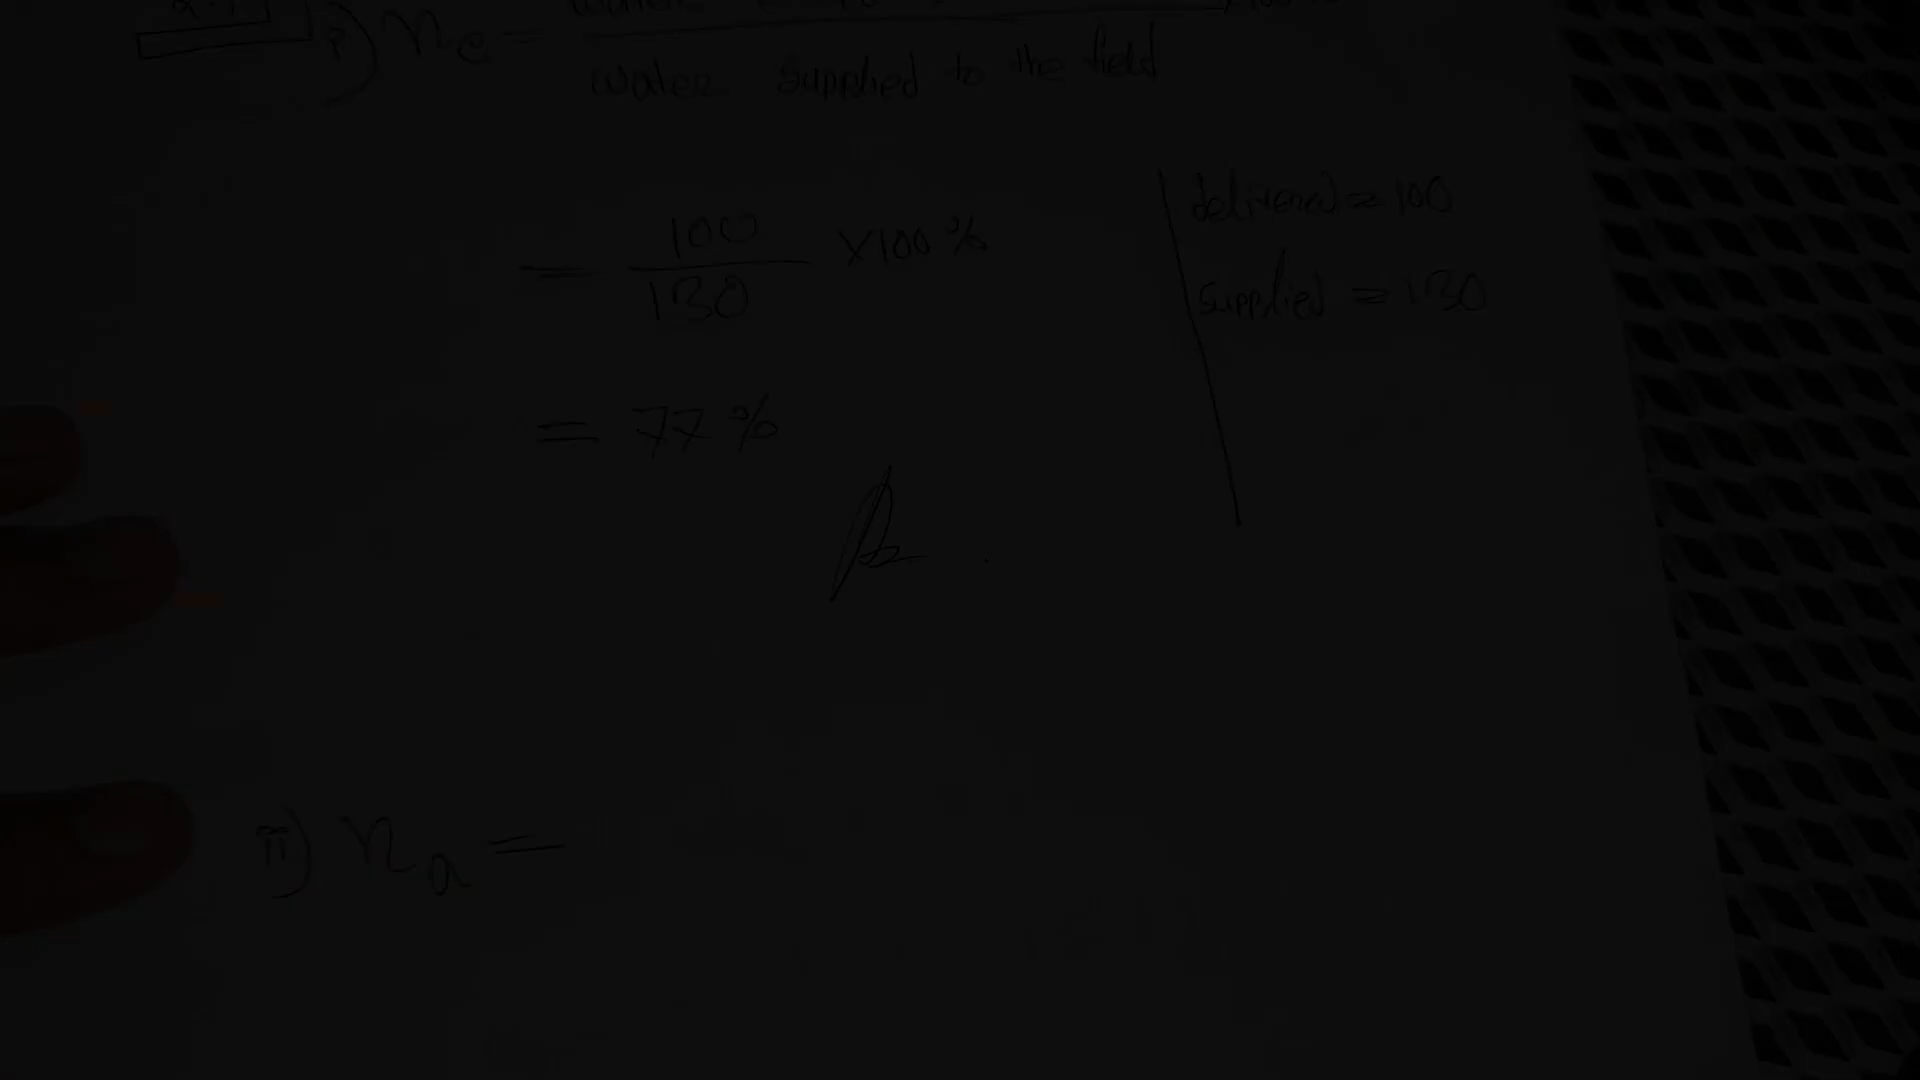 i) η_c = 
water supplied to the field
= 100/130 ×100%
delivered = 100
supplied = 130
= 77%
ii) η_a =